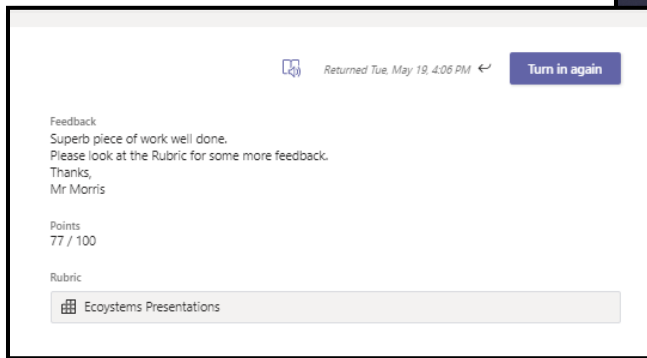 Returned Tue, May 19, 4:06 PM
Turn in again
Feedback
Superb piece of work well done.
Please look at the Rubric for some more feedback.
Thanks,
Mr Morris
Points
77 / 100
Rubric
Ecoystems Presentations